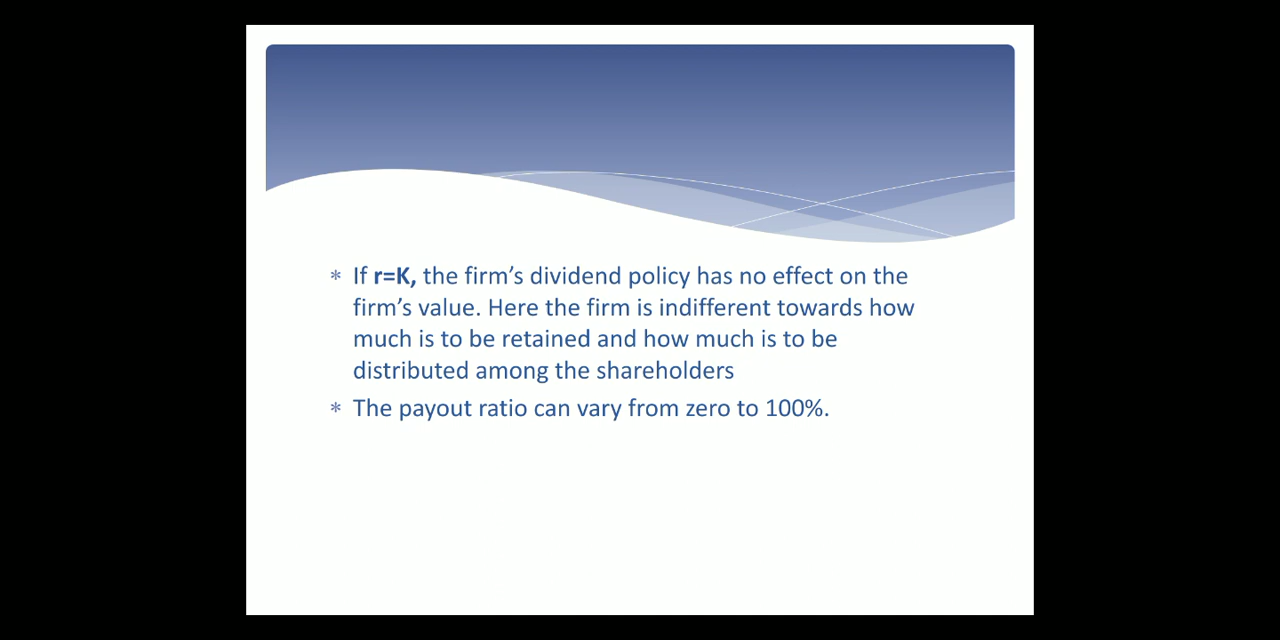 * If r=K, the firm’s dividend policy has no effect on the
firm’s value. Here the firm is indifferent towards how
much is to be retained and how much is to be
distributed among the shareholders
* The payout ratio can vary from zero to 100%.